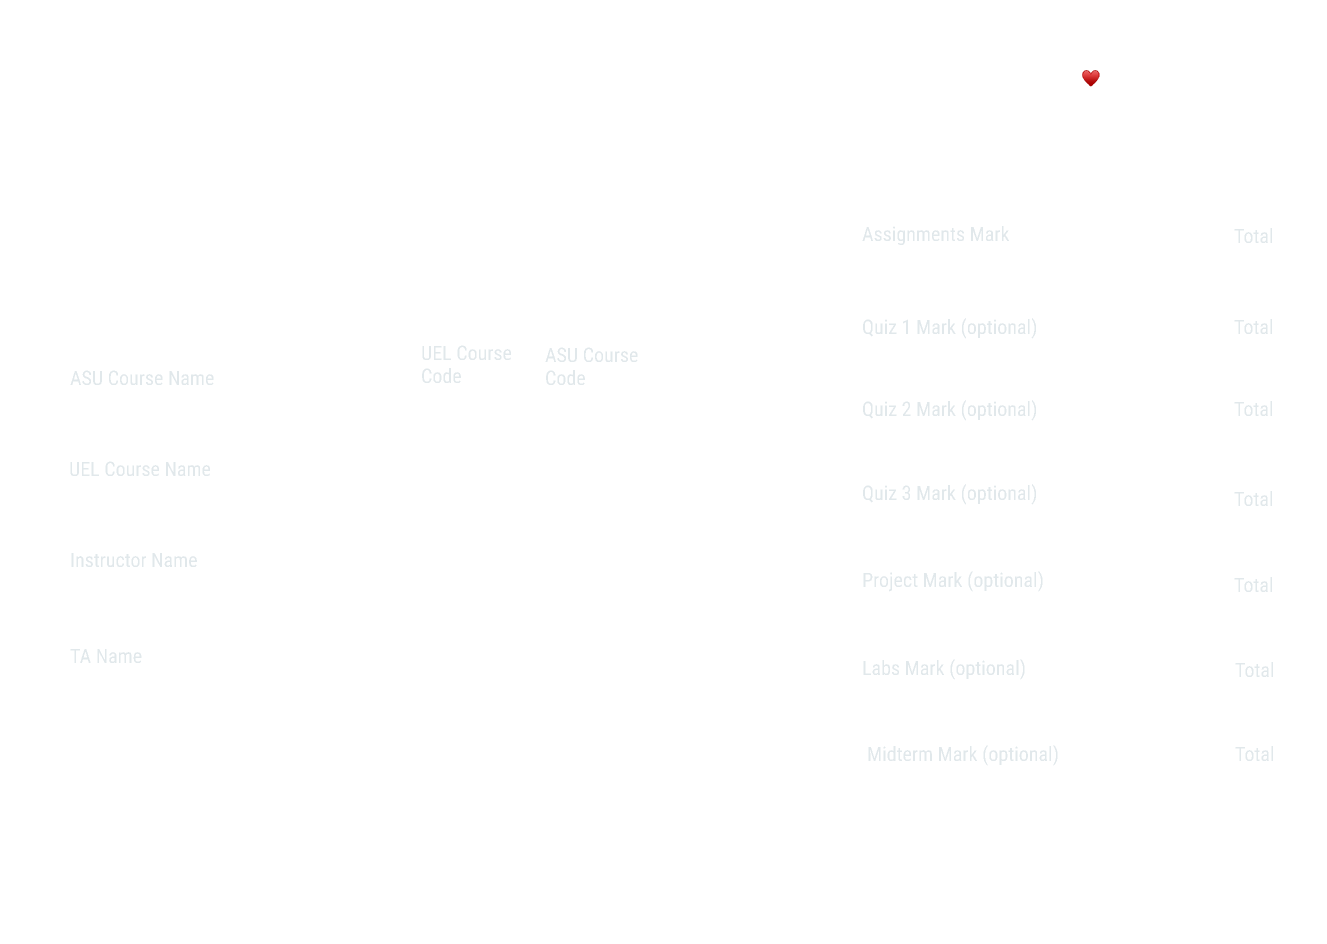 ASU Course Name
UEL Course
Code
ASU Course
Code
UEL Course Name
Instructor Name
TA Name
Assignments Mark
Total
Quiz 1 Mark (optional)
Total
Quiz 2 Mark (optional)
Total
Quiz 3 Mark (optional)
Total
Project Mark (optional)
Total
Labs Mark (optional)
Total
Midterm Mark (optional)
Total